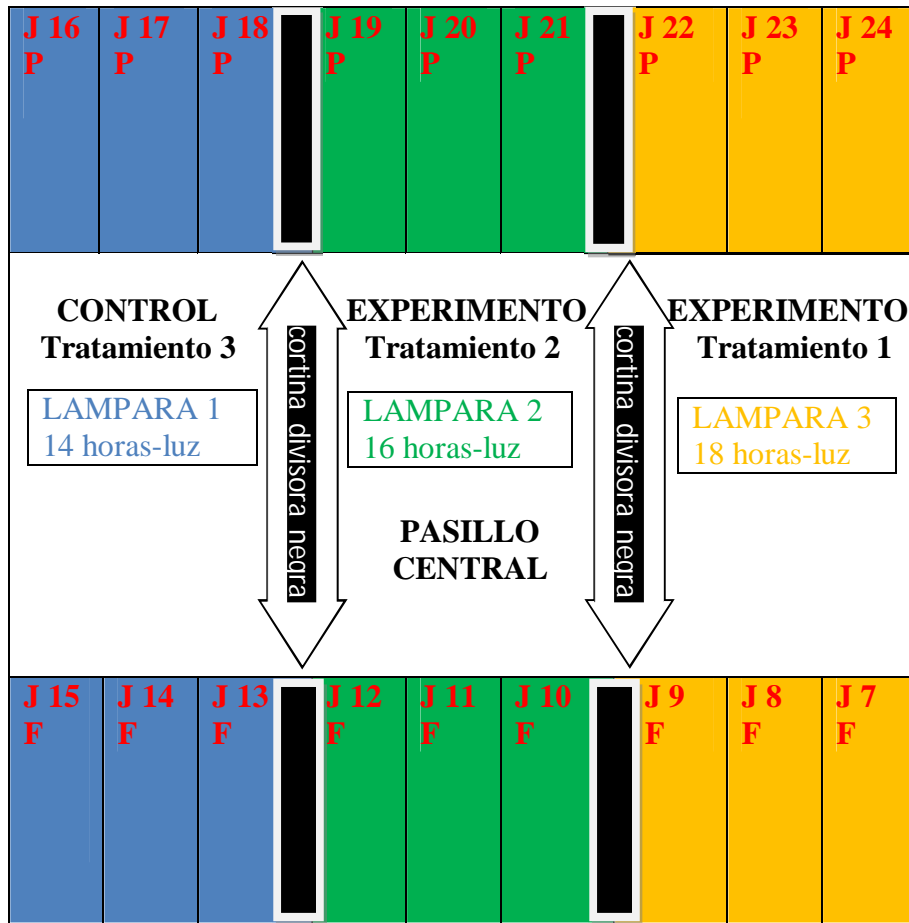 J 16 J 17 J 18 J 19 J 20 J 21 J 22 J 23 J 24
P P P P P P P P P
CONTROL
Tratamiento 3
LAMPARA 1
14 horas-luz
cortina divisora negra
EXPERIMENTO
Tratamiento 2
LAMPARA 2
16 horas-luz
PASILLO
CENTRAL
cortina divisora negra
EXPERIMENTO
Tratamiento 1
LAMPARA 3
18 horas-luz
J 15 J 14 J 13 J 12 J 11 J 10 J 9 J 8 J 7
F F F F F F F F F